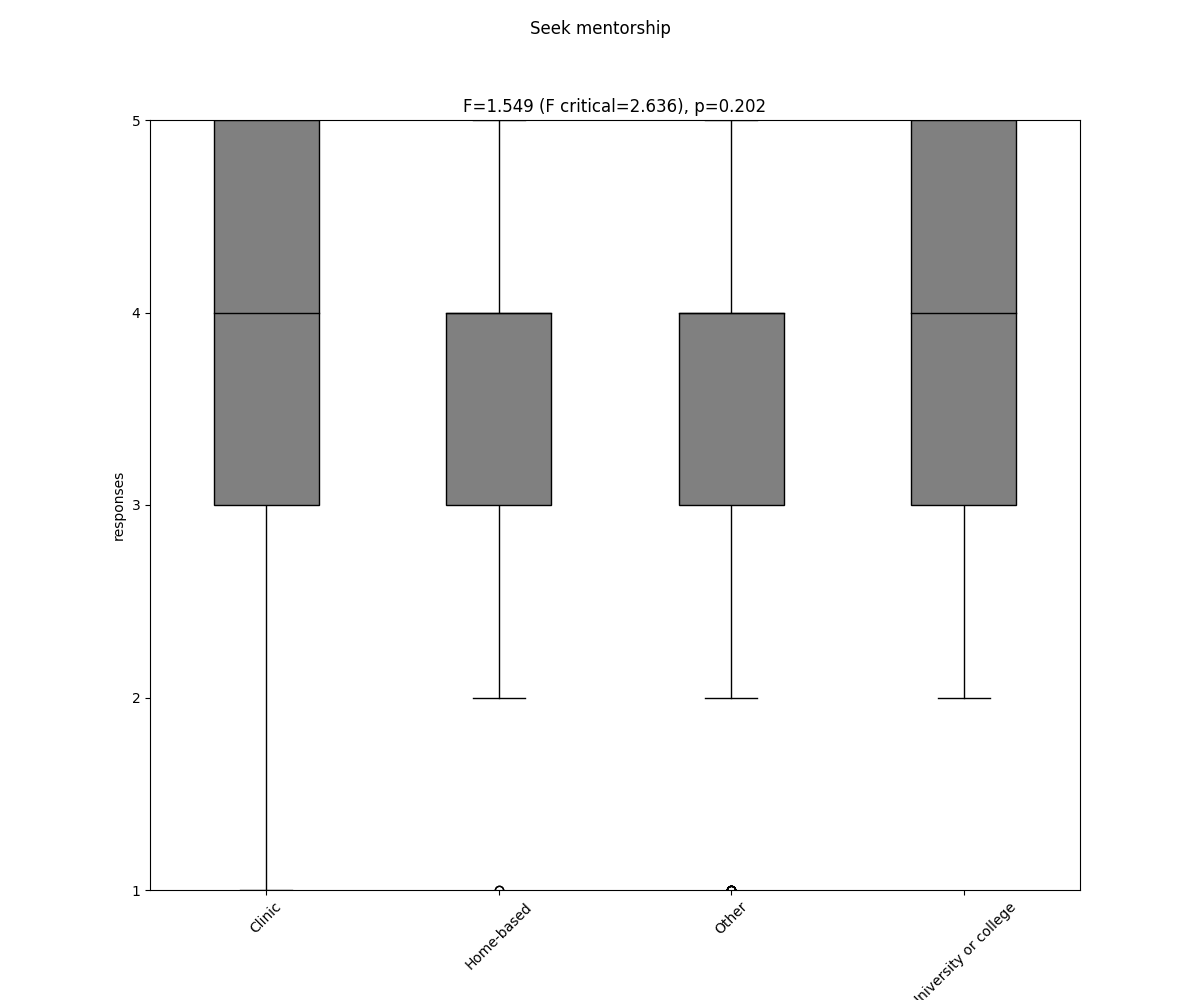 Seek mentorship
F=1.549 (F critical=2.636), p=0.202
5
4
3
2
1
responses
Clinic
Home-based
Other
University or college